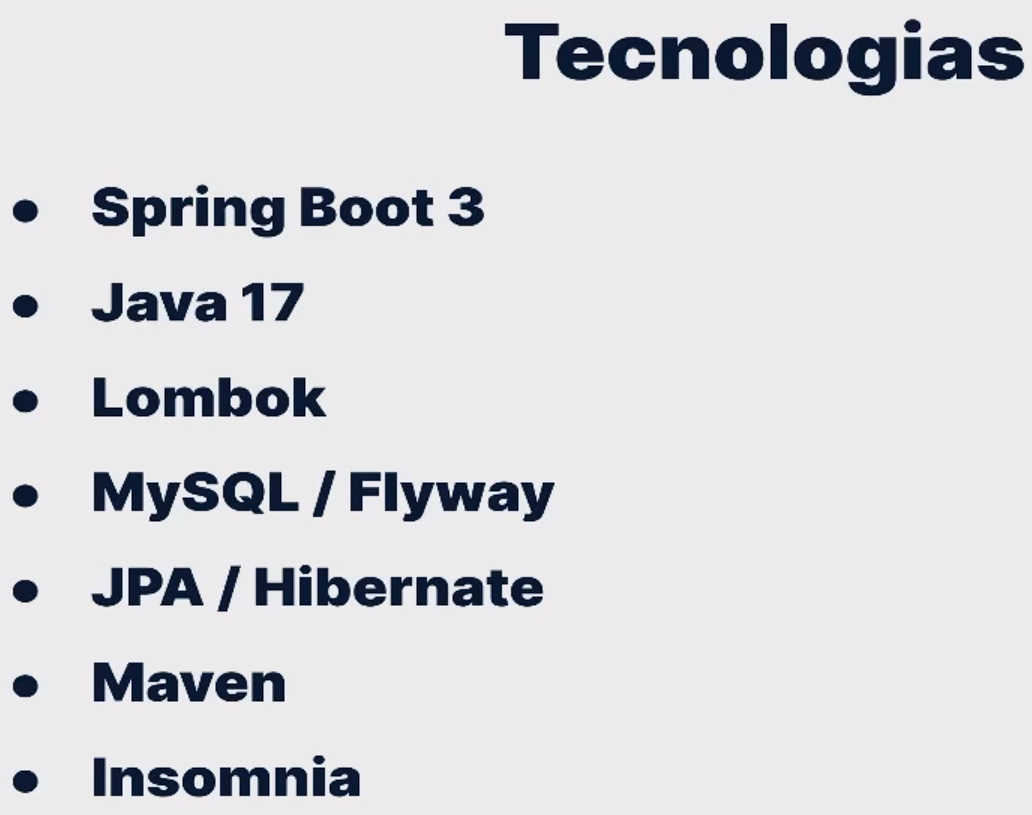 Tecnologias
● Spring Boot 3
● Java 17
● Lombok
● MySQL / Flyway
● JPA / Hibernate
● Maven
● Insomnia